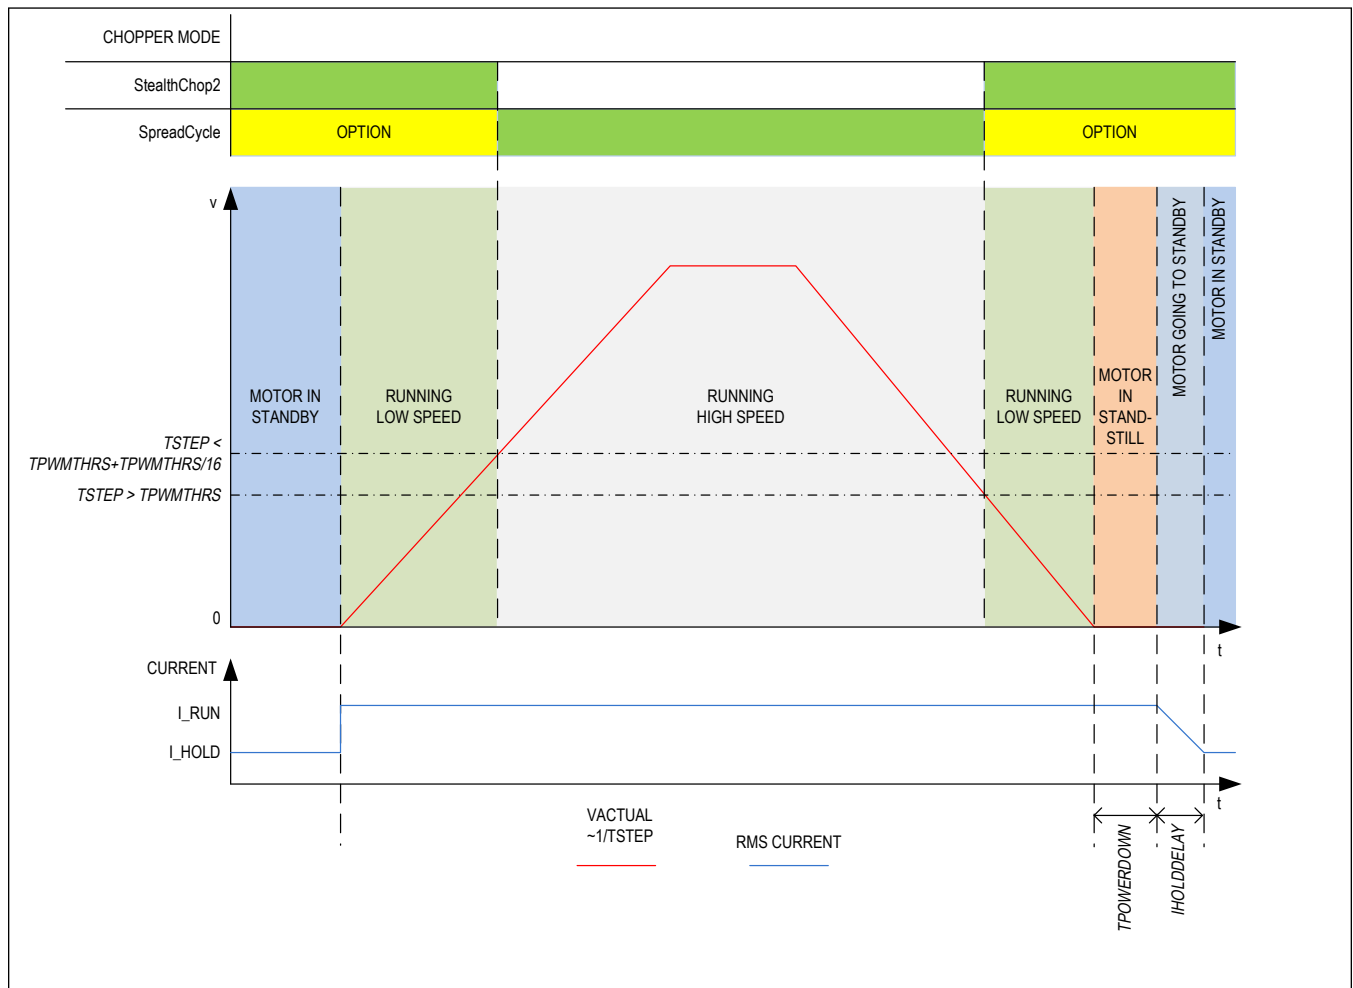 CHOPPER MODE
StealthChop2
SpreadCycle
OPTION
OPTION
v
MOTOR IN
STANDBY
RUNNING
LOW SPEED
RUNNING
HIGH SPEED
RUNNING
LOW SPEED
MOTOR
IN
STAND-
STILL
MOTOR GOING TO STANDBY
MOTOR IN STANDBY
TSTEP <
TPWMTHRS+TPWMTHRS/16
TSTEP > TPWMTHRS
0
t
CURRENT
I_RUN
I_HOLD
t
VACTUAL
~1/TSTEP
RMS CURRENT
TPOWERDOWN
IHOLDDELAY